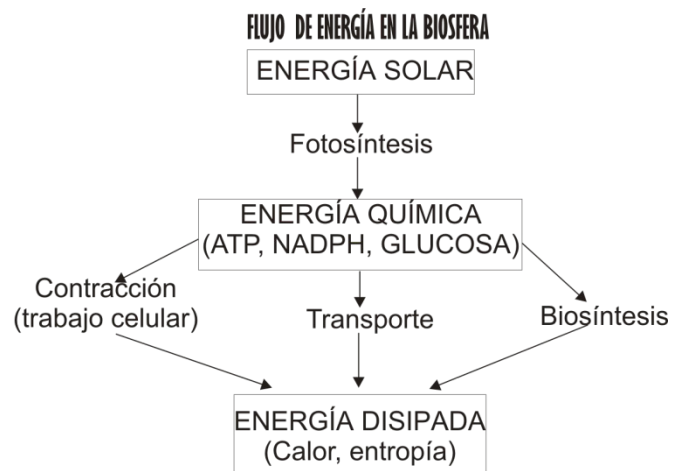 FLUJO DE ENERGÍA EN LA BIOSFERA
ENERGÍA SOLAR
Fotosíntesis
ENERGÍA QUÍMICA
(ATP, NADPH, GLUCOSA)
Contracción
(trabajo celular)
Transporte
Biosíntesis
ENERGÍA DISIPADA
(Calor, entropía)